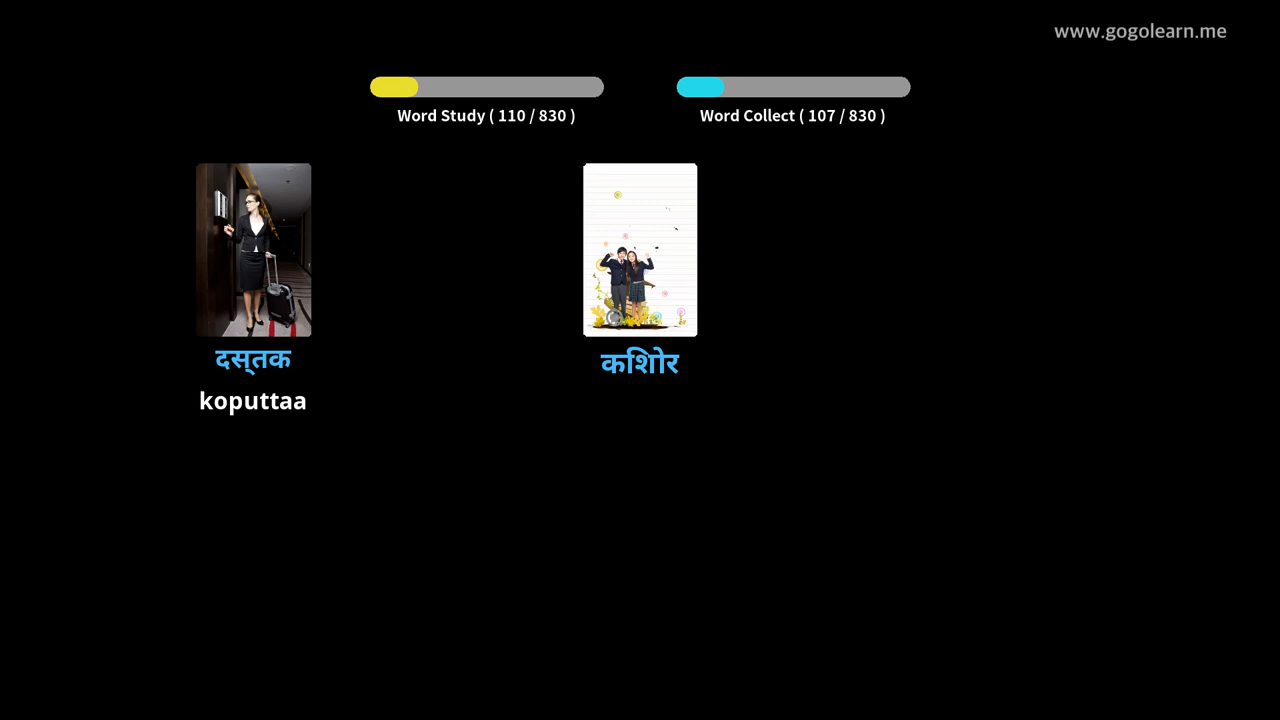 www.gogolearn.me
Word Study ( 110 / 830 )
Word Collect ( 107 / 830 )
दस्तक
किशोर
koputtaa